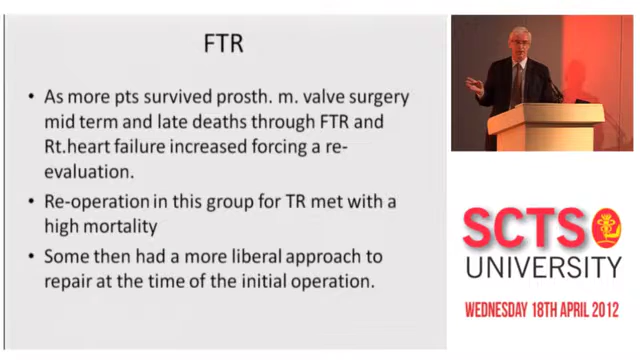 FTR
• As more pts survived prosth. m. valve surgery
mid term and late deaths through FTR and
Rt.heart failure increased forcing a re-
evaluation.
• Re-operation in this group for TR met with a
high mortality
• Some then had a more liberal approach to
repair at the time of the initial operation.
SCTS
UNIVERSITY
WEDNESDAY 18TH APRIL 2012